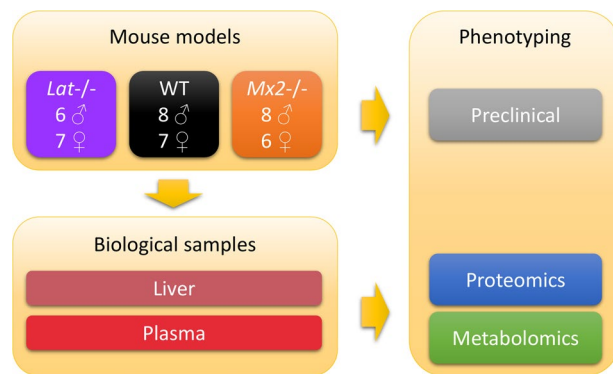 Mouse models
Lat-/-
6 ♂
7 ♀
WT
8 ♂
7 ♀
Mx2-/-
8 ♂
6 ♀
Biological samples
Liver
Plasma
Phenotyping
Preclinical
Proteomics
Metabolomics